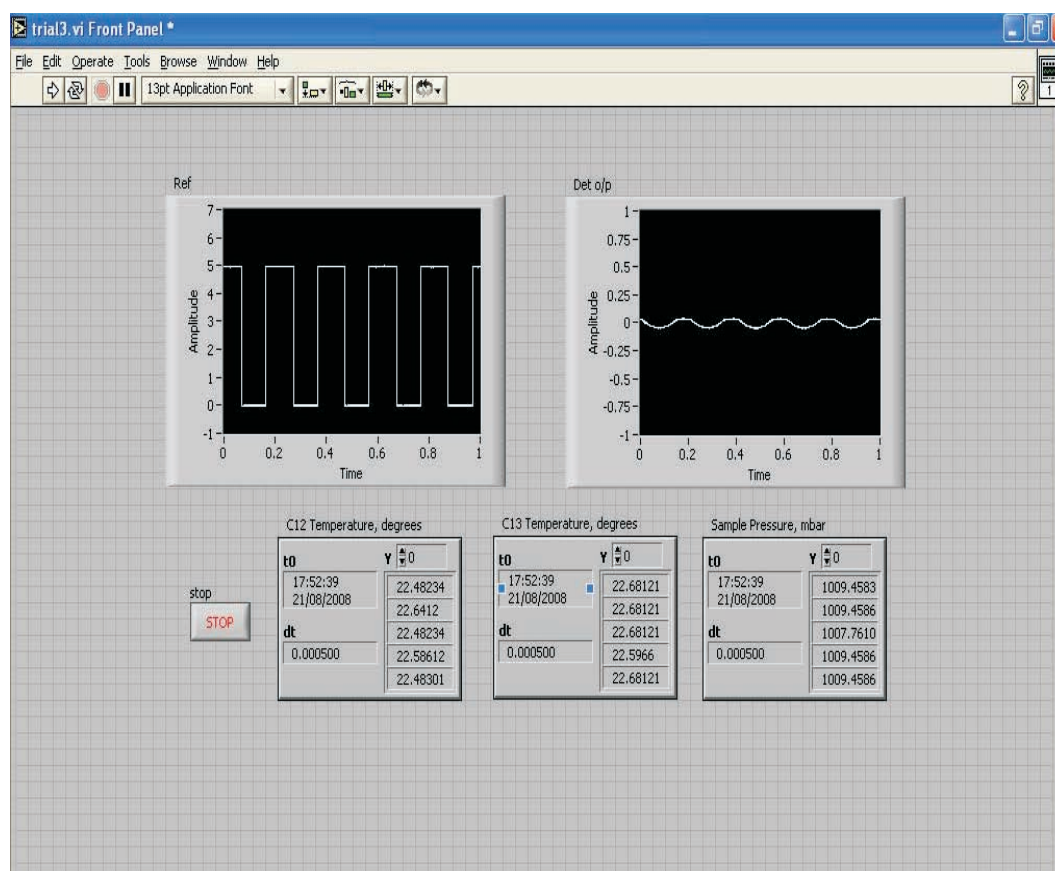 trial3.vi Front Panel *
File Edit Operate Tools Browse Window Help
13pt Application Font
?
1
Ref
7
6
5
4
3
2
1
0
-1
Amplitude
0 0.2 0.4 0.6 0.8 1
Time
Det o/p
1
0.75
0.5
0.25
0
-0.25
-0.5
-0.75
-1
Amplitude
0 0.2 0.4 0.6 0.8 1
Time
stop
STOP
C12 Temperature, degrees
t0
17:52:39
21/08/2008
dt
0.000500
Y 0
22.48234
22.6412
22.48234
22.58612
22.48301
C13 Temperature, degrees
t0
17:52:39
21/08/2008
dt
0.000500
Y 0
22.68121
22.68121
22.68121
22.5966
22.68121
Sample Pressure, mbar
t0
17:52:39
21/08/2008
dt
0.000500
Y 0
1009.4583
1009.4586
1007.7610
1009.4586
1009.4586